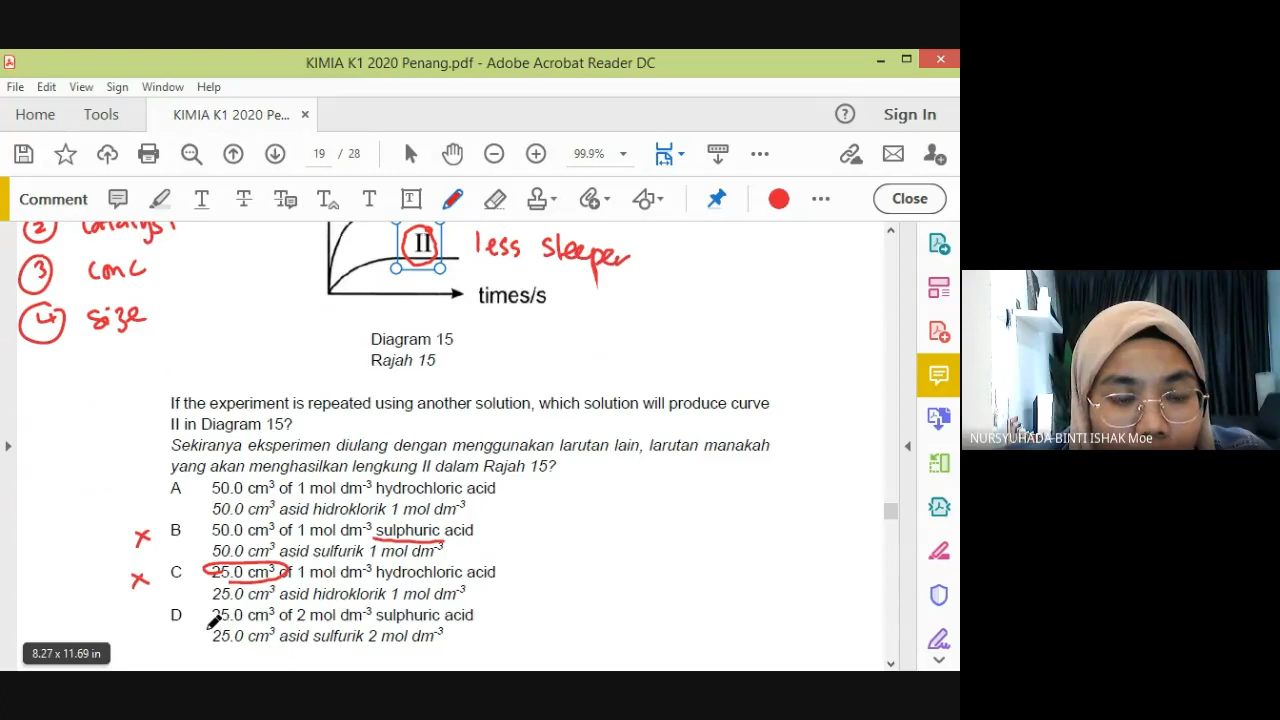 KIMIA K1 2020 Penang.pdf - Adobe Acrobat Reader DC
File Edit View Sign Window Help
Home Tools KIMIA K1 2020 Pe... × Sign In
19 / 28 99.9%
Comment Close
2 catalyst
II less sleeper
3 conc
times/s
4 size
Diagram 15
Rajah 15
If the experiment is repeated using another solution, which solution will produce curve
II in Diagram 15?
Sekiranya eksperimen diulang dengan menggunakan larutan lain, larutan manakah
yang akan menghasilkan lengkung II dalam Rajah 15?
A 50.0 cm³ of 1 mol dm⁻³ hydrochloric acid
50.0 cm³ asid hidroklorik 1 mol dm⁻³
× B 50.0 cm³ of 1 mol dm⁻³ sulphuric acid
50.0 cm³ asid sulfurik 1 mol dm⁻³
× C 25.0 cm³ of 1 mol dm⁻³ hydrochloric acid
25.0 cm³ asid hidroklorik 1 mol dm⁻³
D 25.0 cm³ of 2 mol dm⁻³ sulphuric acid
25.0 cm³ asid sulfurik 2 mol dm⁻³
8.27 x 11.69 in
NURSYUHADA BINTI ISHAK Moe